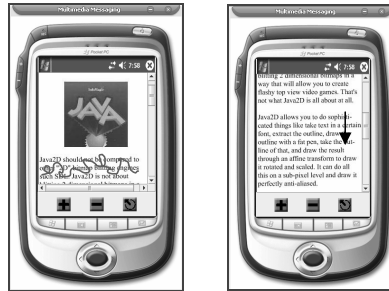 Multimedia Messaging
Pocket PC
7:58
JAVA
Java2D should not be compared to
Java2D is not about
Multimedia Messaging
Pocket PC
7:58
blitting 2 dimensional bitmaps in a
way that will allow you to create
flashy top view video games. That's
not what Java2D is all about at all.
Java2D allows you to do sophisti-
cated things like take text in a certain
font, extract the outline, draw
outline with a fat pen, take the out-
line of that, and draw the result
through an affine transform to draw
it rotated and scaled. It can do all
this on a sub-pixel level and draw it
perfectly anti-aliased.